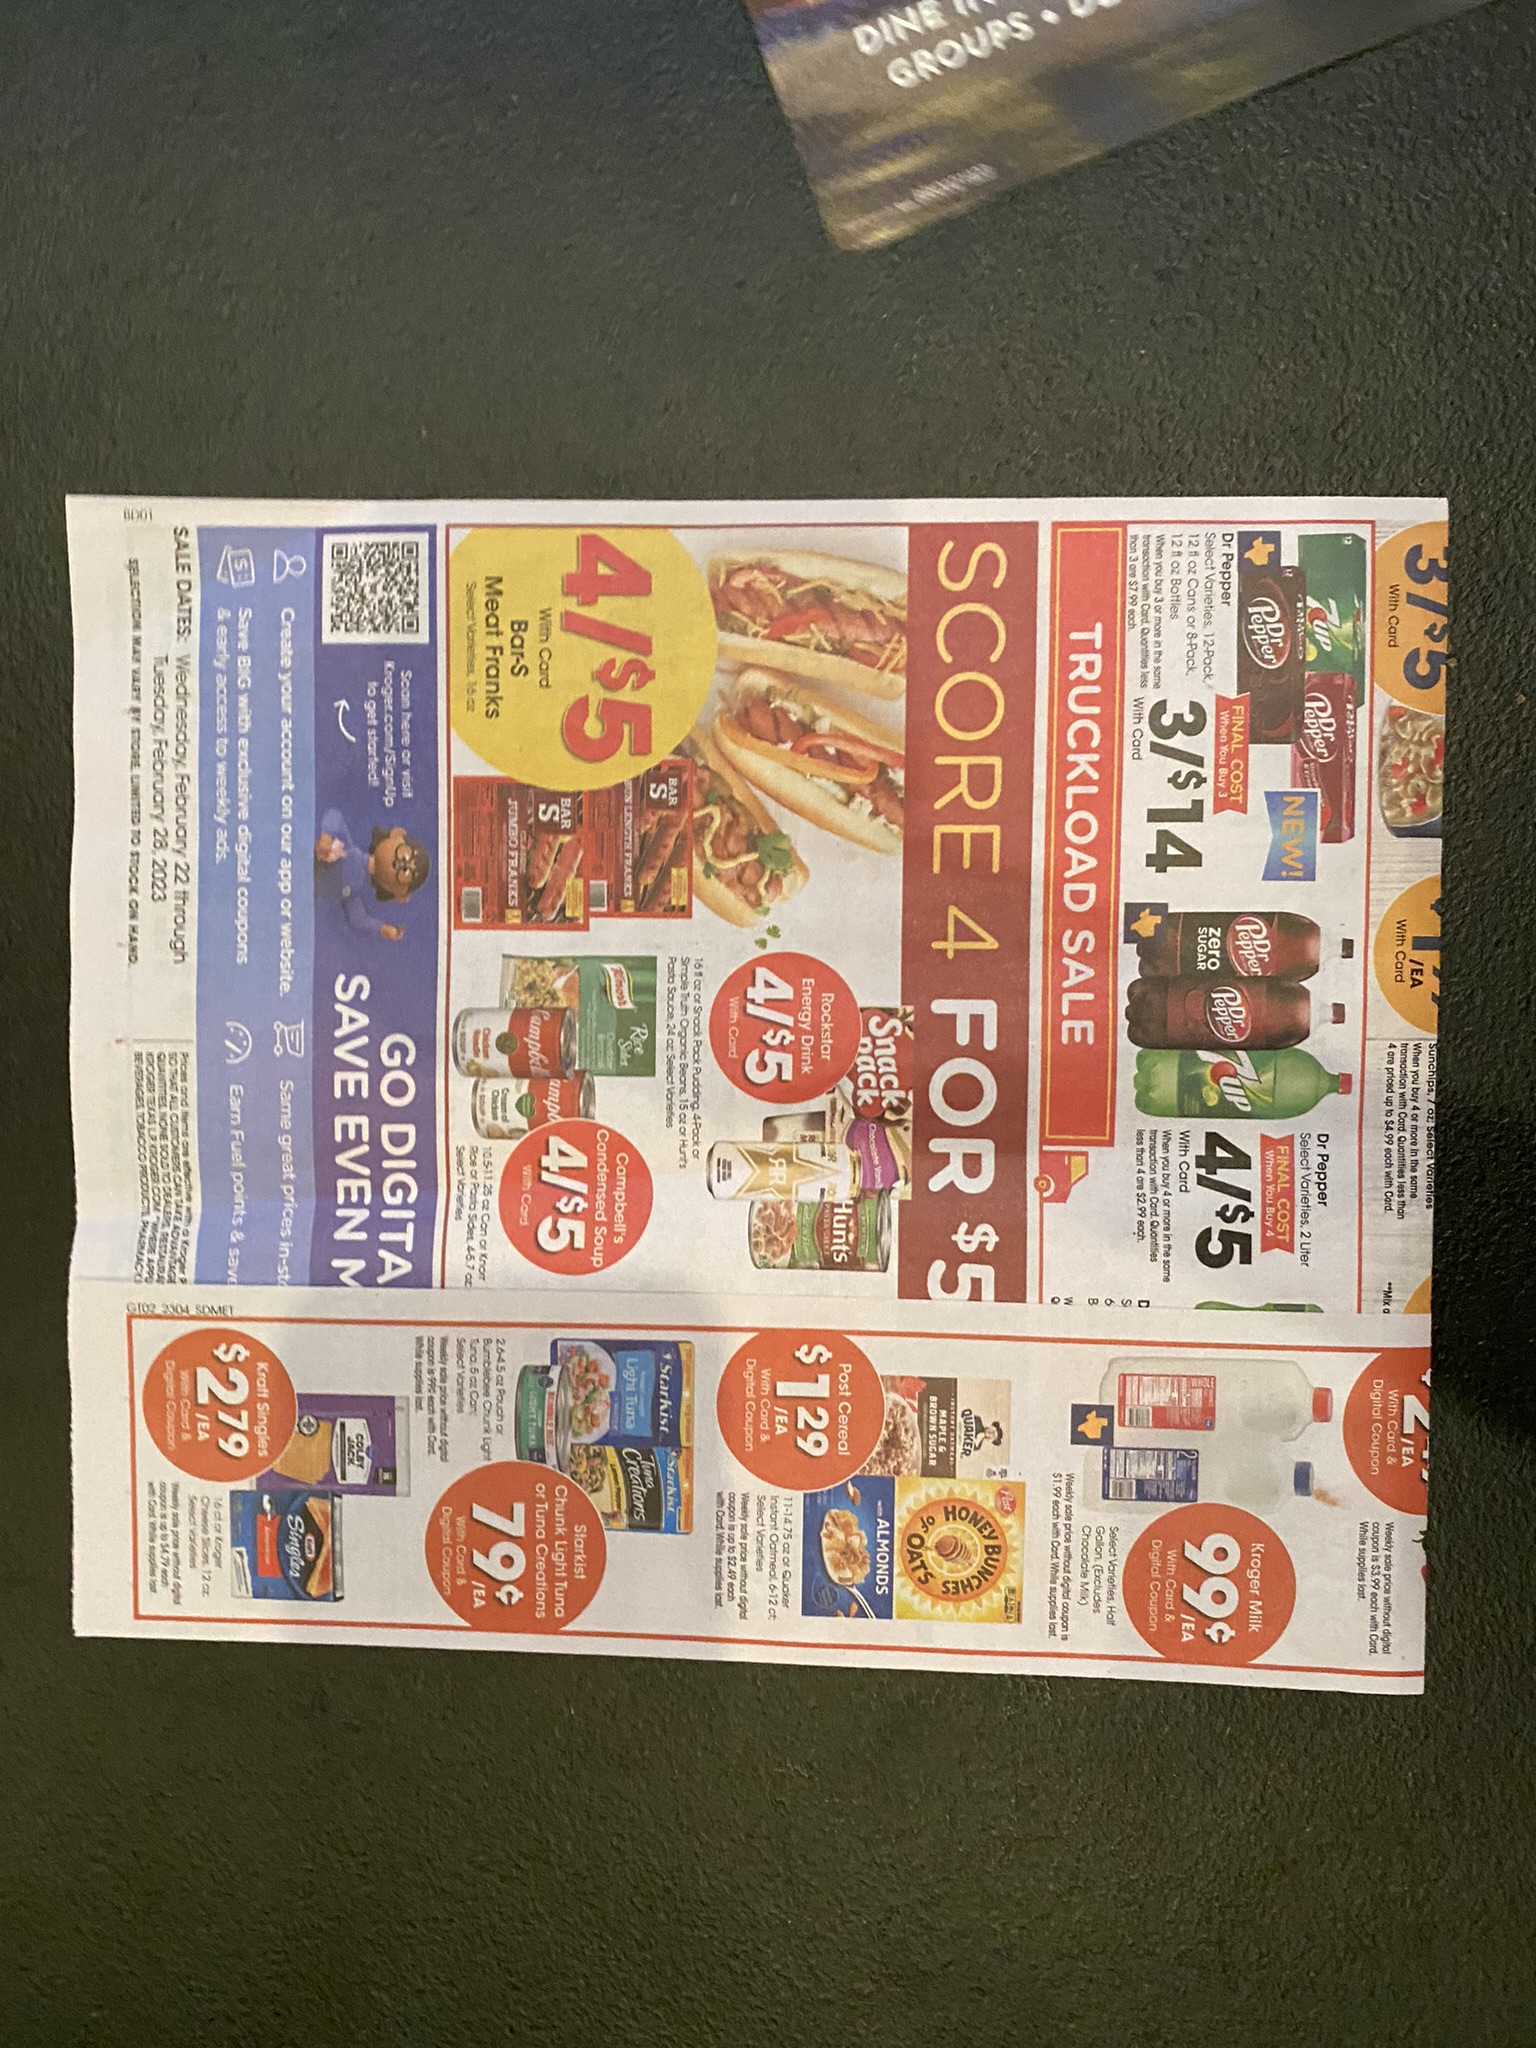 DINE IN
GROUPS •
3/$5
With Card
/EA
With Card
Sunchips, 7 oz; Select Varieties
When you buy 4 or more in the same
transaction with Card. Quantities less than
4 are priced up to $4.99 each with Card.
Dr Pepper
Select Varieties, 12-Pack,
12 fl oz Cans or 8-Pack,
12 fl oz Bottles
When you buy 3 or more in the same
transaction with Card. Quantities less
than 3 are $7.99 each.
FINAL COST
When You Buy 3
3/$14
With Card
NEW!
7UP
Dr Pepper
Dr Pepper
Dr Pepper
zero
SUGAR
Dr Pepper
7UP
Dr Pepper
Select Varieties, 2 Liter
FINAL COST
When You Buy 4
4/$5
With Card
When you buy 4 or more in the same
transaction with Card. Quantities
less than 4 are $2.99 each.
TRUCKLOAD SALE
SCORE 4 FOR $5
4/$5
With Card
Bar-S
Meat Franks
Select Varieties, 16 oz
BAR
S
JUMBO FRANKS
BAR
S
Rockstar
Energy Drink
4/$5
With Card
16 fl oz or Snack Pack Pudding, 4-Pack or
Simple Truth Organic Beans, 15 oz or Hunt's
Pasta Sauce, 24 oz; Select Varieties
Snack
Pack
Hunt's
Knorr
Rice
Sides
Campbell's
Condensed Soup
4/$5
With Card
10.5-11.25 oz Can or Knorr
Rice or Pasta Sides, 4-5.7 oz;
Select Varieties
Scan here or visit
Kroger.com/SignUp
to get started!
GO DIGITA
SAVE EVEN M
Create your account on our app or website.
Same great prices in-sto
Save BIG with exclusive digital coupons
& early access to weekly ads.
Earn Fuel points & save
SALE DATES: Wednesday, February 22 through
Tuesday, February 28, 2023
SELECTION MAY VARY BY STORE, LIMITED TO STOCK ON HAND.
BD01
/EA
With Card &
Digital Coupon
Weekly sale price without digital
coupon is $3.99 each with Card.
While supplies last.
Kroger Milk
99¢ /EA
With Card &
Digital Coupon
Select Varieties, Half
Gallon, (Excludes
Chocolate Milk)
Weekly sale price without digital coupon is
$1.99 each with Card. While supplies last.
Post Cereal
$129 /EA
With Card &
Digital Coupon
QUAKER
MAPLE &
BROWN SUGAR
Post
HONEY BUNCHES
OF OATS
with ALMONDS
11-14.75 oz or Quaker
Instant Oatmeal, 6-12 ct;
Select Varieties
Weekly sale price without digital
coupon is up to $2.49 each
with Card. While supplies last.
StarKist
Light Tuna
StarKist
Tuna
Creations
Starkist
Chunk Light Tuna
or Tuna Creations
79¢ /EA
With Card &
Digital Coupon
2.6-4.5 oz Pouch or
Bumblebee Chunk Light
Tuna, 5 oz Can;
Select Varieties
Weekly sale price without digital
coupon is 99¢ each with Card.
While supplies last.
Kraft Singles
$279 /EA
With Card &
Digital Coupon
COLBY
JACK
Kraft
Singles
16 ct or Kroger
Cheese Slices, 12 oz;
Select Varieties
Weekly sale price without digital
coupon is up to $4.79 each
with Card. While supplies last.
GT02_2304_SDMET